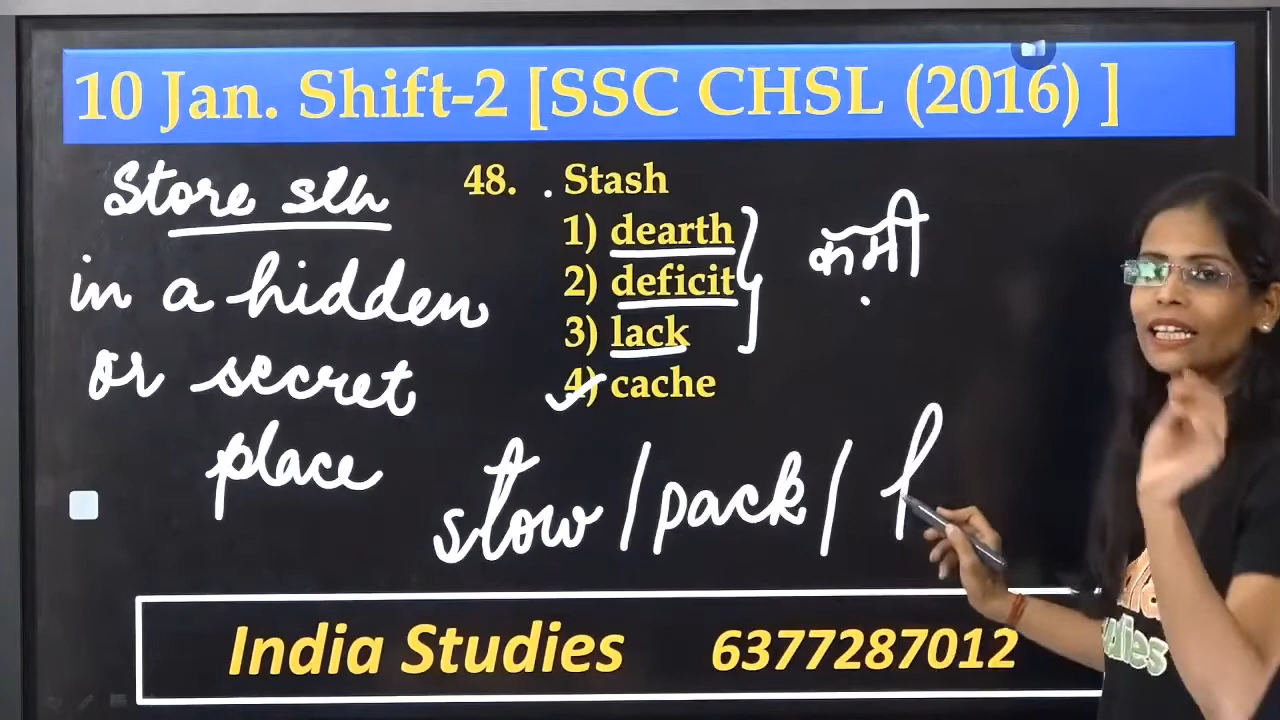 10 Jan. Shift-2 [SSC CHSL (2016) ]
Store sth
in a hidden
or secret
place
48. . Stash
1) dearth
2) deficit
3) lack
4) cache
कमी
stow / pack /
India Studies 6377287012